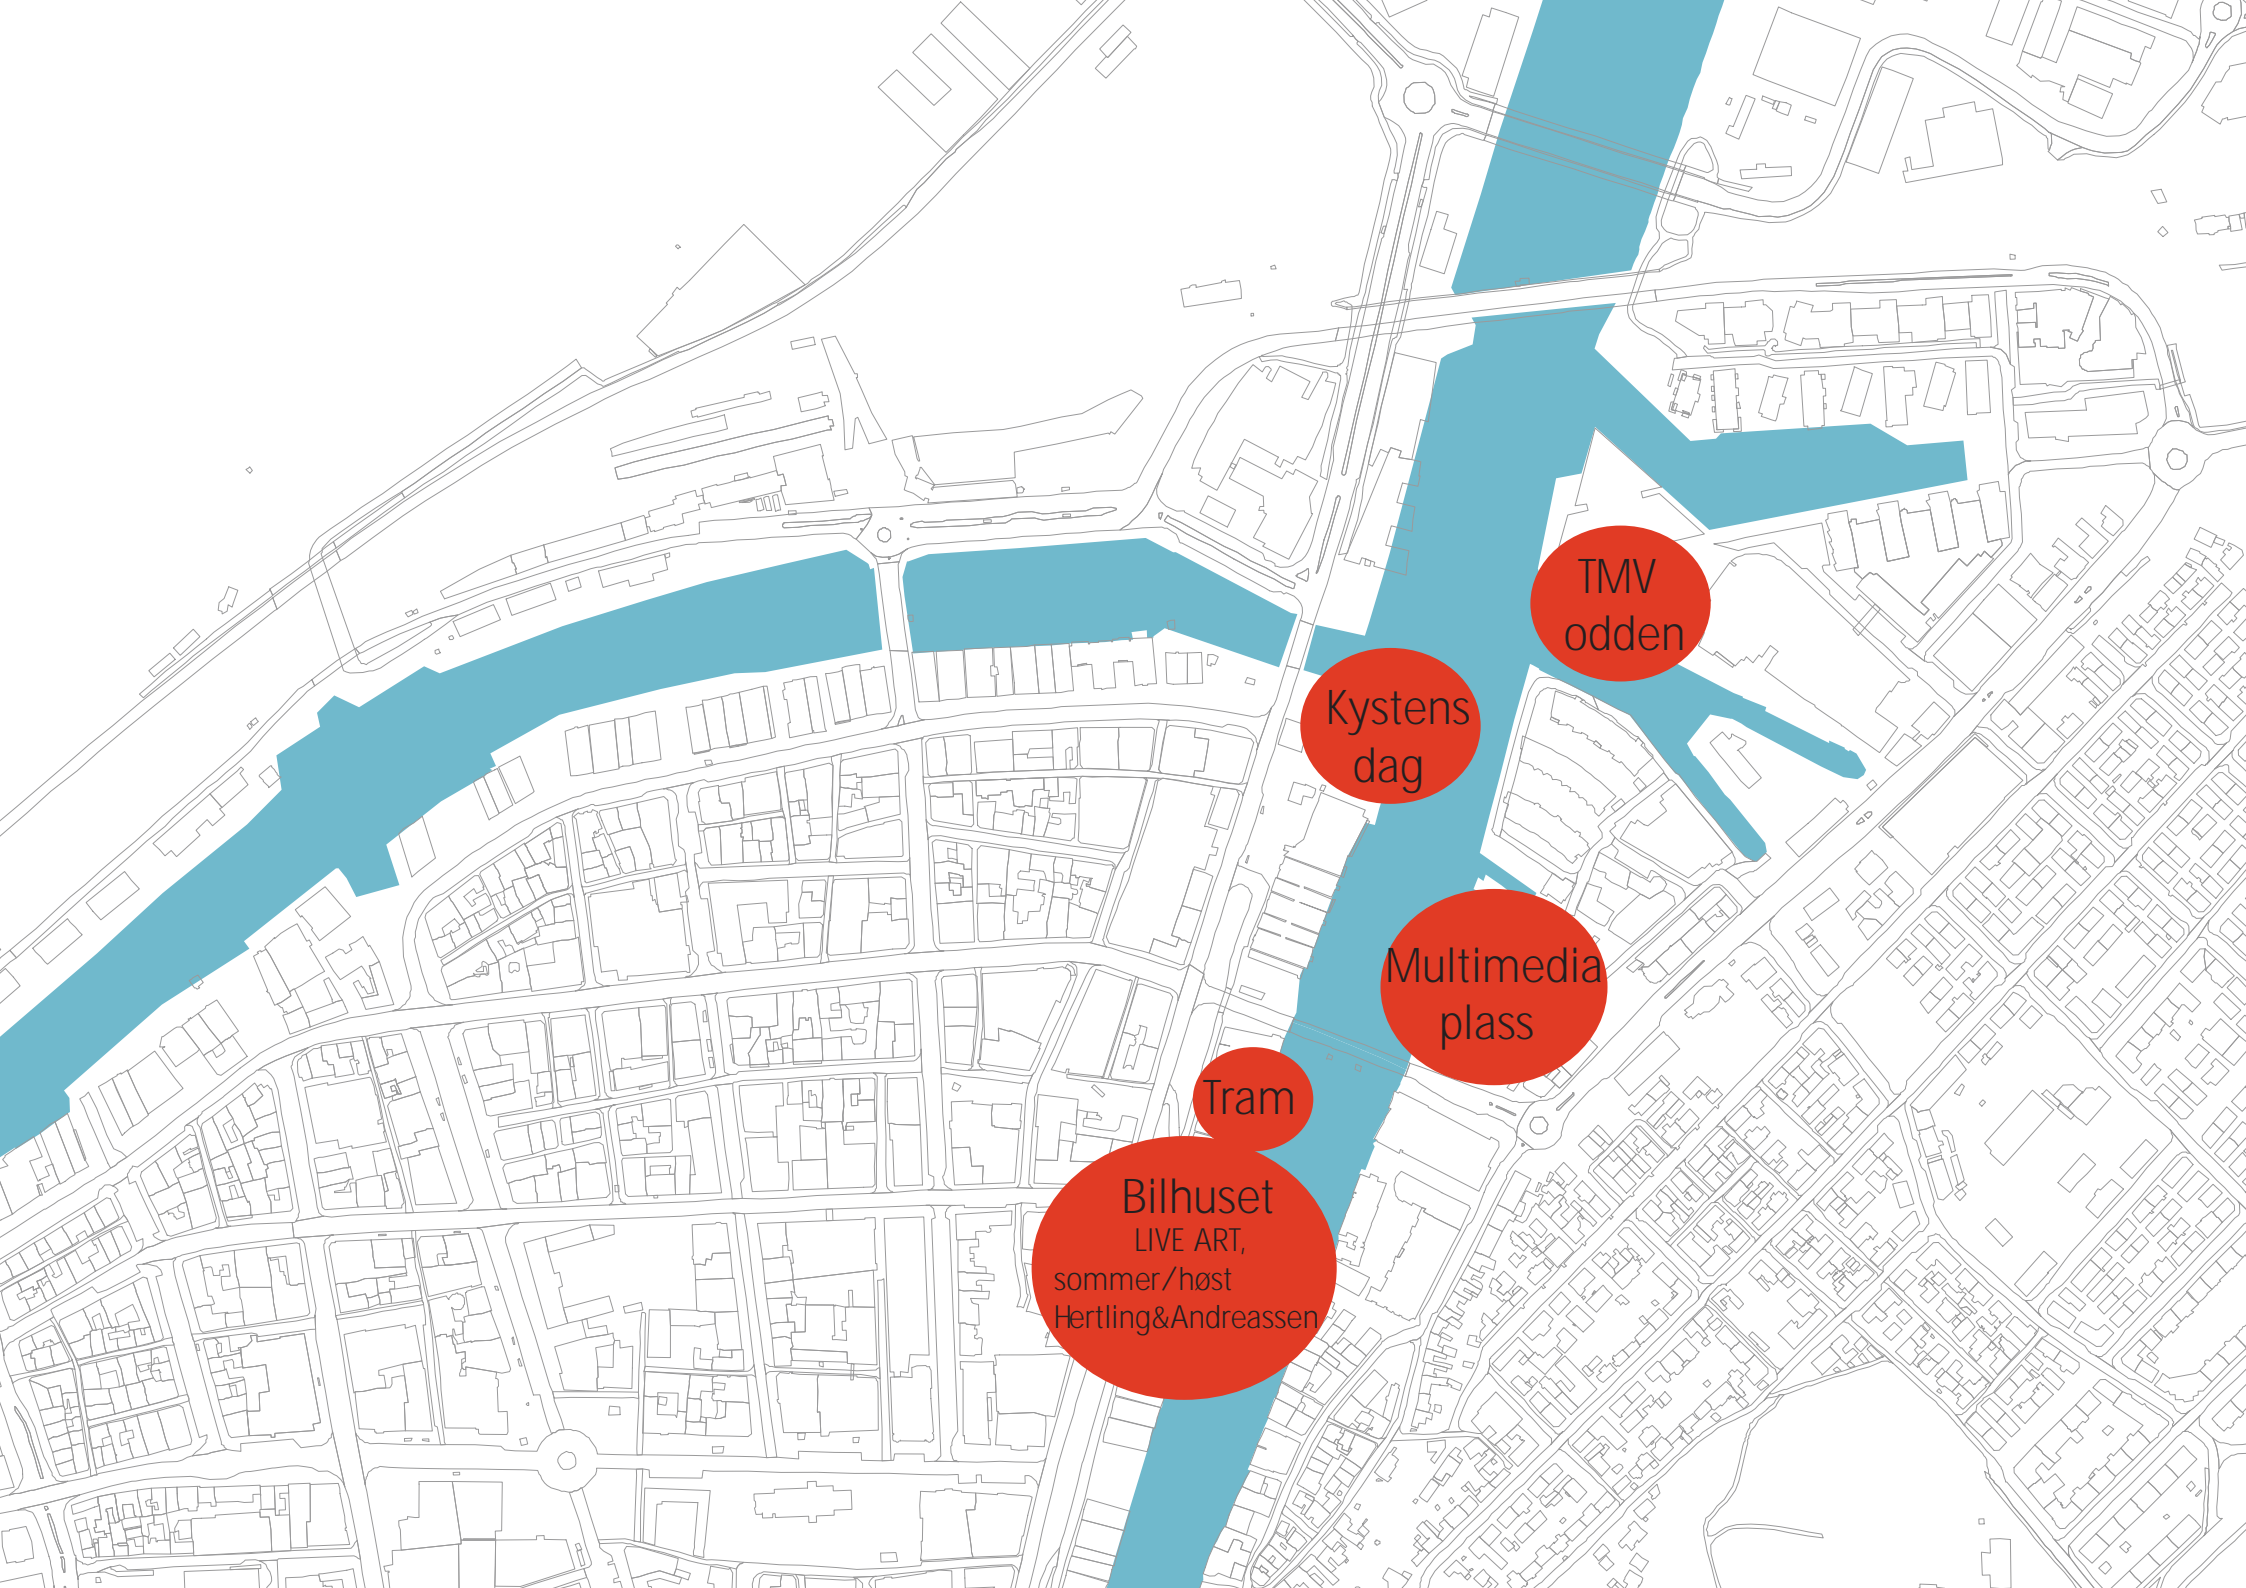 TMV
odden
Kystens
dag
Multimedia
plass
Tram
Bilhuset
LIVE ART,
sommer/høst
Hertling&Andreassen